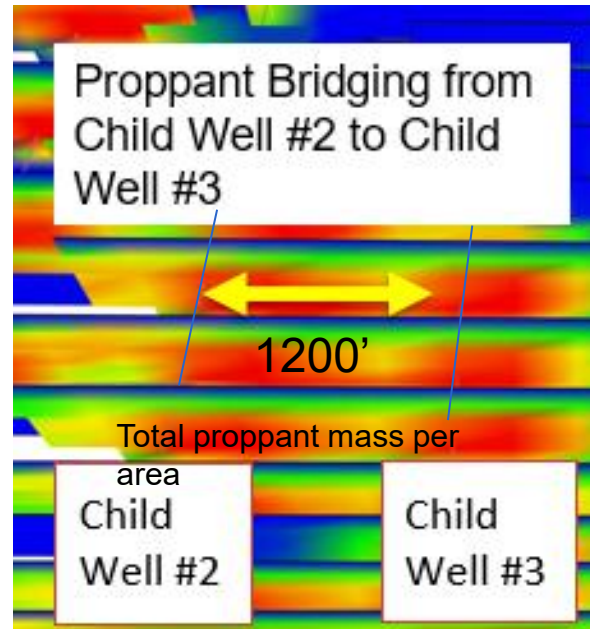 Proppant Bridging from
Child Well #2 to Child
Well #3
1200’
Total proppant mass per
area
Child
Well #2
Child
Well #3